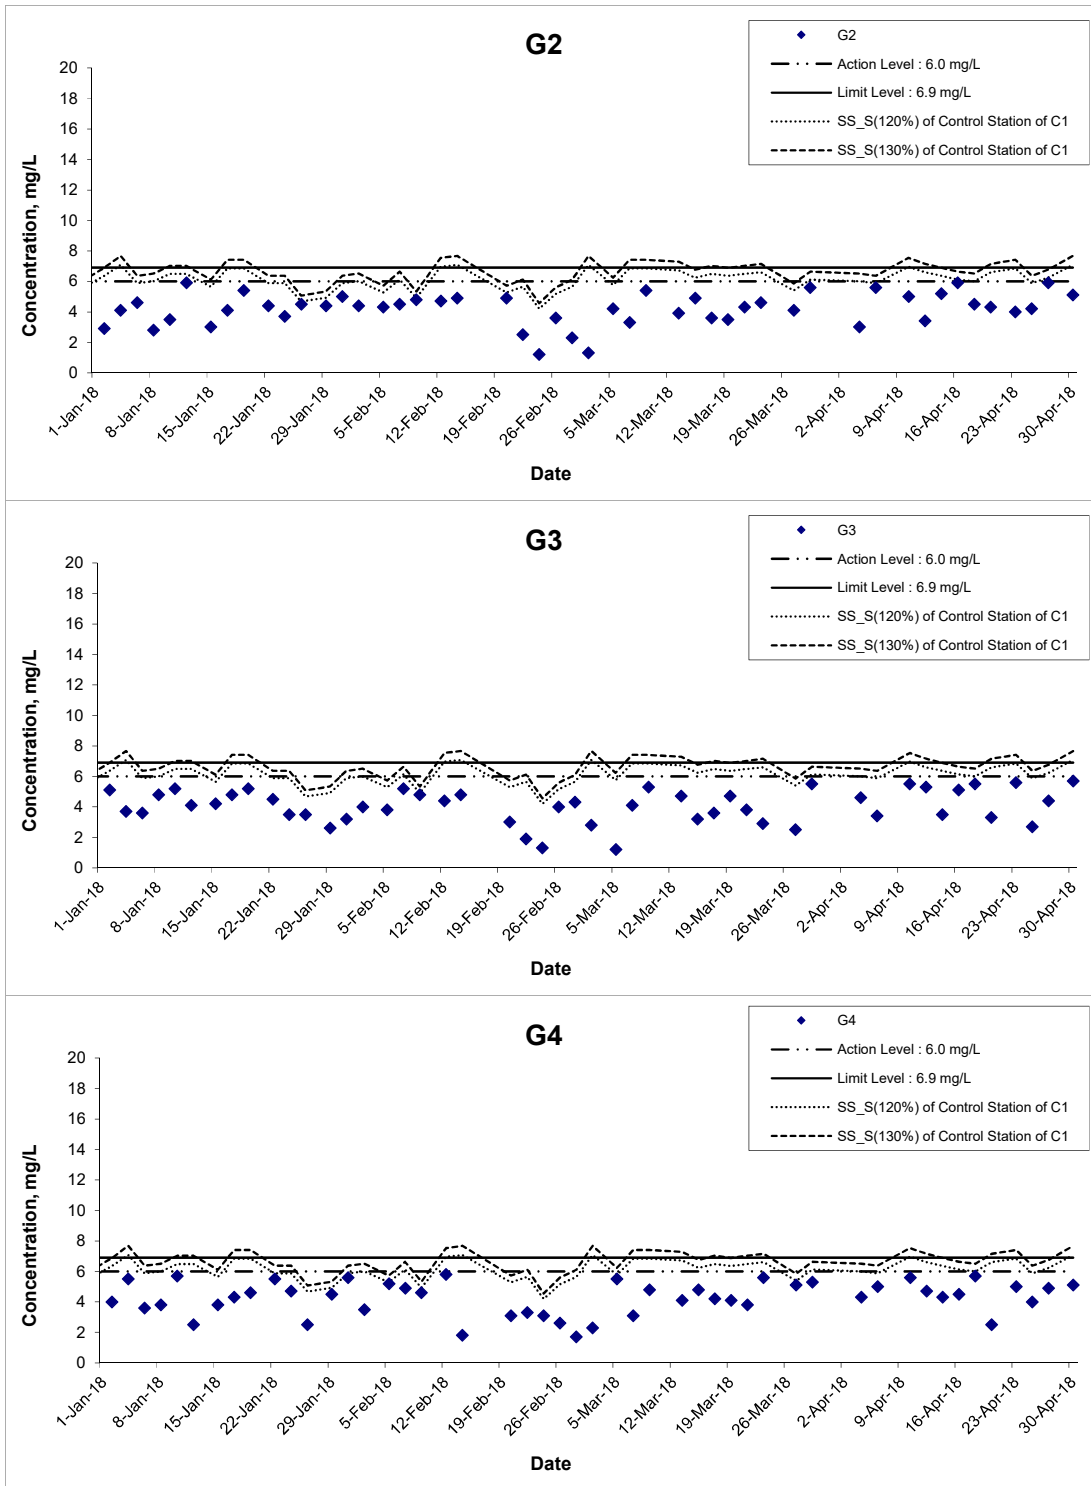 G2
G2
Action Level : 6.0 mg/L
Limit Level : 6.9 mg/L
SS_S(120%) of Control Station of C1
SS_S(130%) of Control Station of C1
Concentration, mg/L
20
18
16
14
12
10
8
6
4
2
0
1-Jan-18
8-Jan-18
15-Jan-18
22-Jan-18
29-Jan-18
5-Feb-18
12-Feb-18
19-Feb-18
26-Feb-18
5-Mar-18
12-Mar-18
19-Mar-18
26-Mar-18
2-Apr-18
9-Apr-18
16-Apr-18
23-Apr-18
30-Apr-18
Date
G3
G3
Action Level : 6.0 mg/L
Limit Level : 6.9 mg/L
SS_S(120%) of Control Station of C1
SS_S(130%) of Control Station of C1
Concentration, mg/L
20
18
16
14
12
10
8
6
4
2
0
1-Jan-18
8-Jan-18
15-Jan-18
22-Jan-18
29-Jan-18
5-Feb-18
12-Feb-18
19-Feb-18
26-Feb-18
5-Mar-18
12-Mar-18
19-Mar-18
26-Mar-18
2-Apr-18
9-Apr-18
16-Apr-18
23-Apr-18
30-Apr-18
Date
G4
G4
Action Level : 6.0 mg/L
Limit Level : 6.9 mg/L
SS_S(120%) of Control Station of C1
SS_S(130%) of Control Station of C1
Concentration, mg/L
20
18
16
14
12
10
8
6
4
2
0
1-Jan-18
8-Jan-18
15-Jan-18
22-Jan-18
29-Jan-18
5-Feb-18
12-Feb-18
19-Feb-18
26-Feb-18
5-Mar-18
12-Mar-18
19-Mar-18
26-Mar-18
2-Apr-18
9-Apr-18
16-Apr-18
23-Apr-18
30-Apr-18
Date